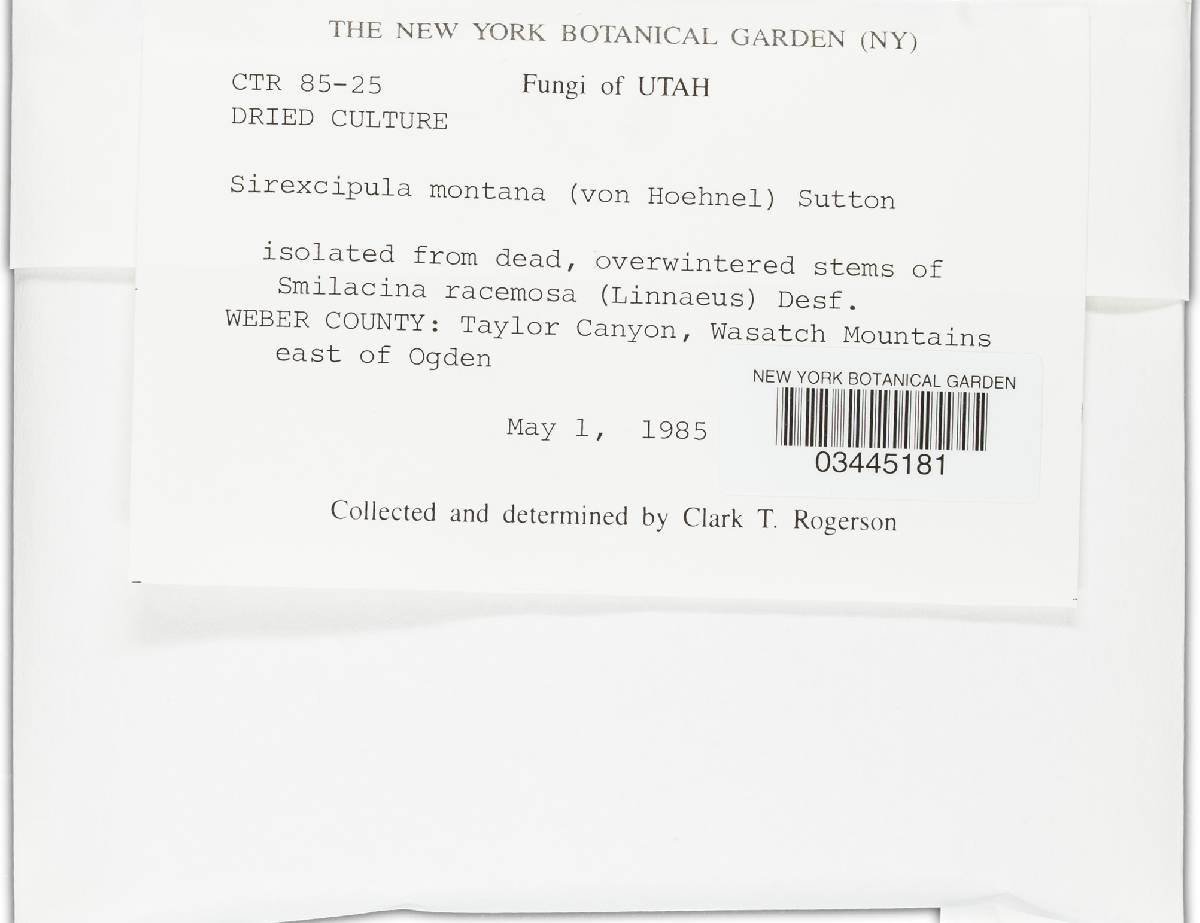 THE NEW YORK BOTANICAL GARDEN (NY)
CTR 85-25 Fungi of UTAH
DRIED CULTURE
Sirexcipula montana (von Hoehnel) Sutton
isolated from dead, overwintered stems of
Smilacina racemosa (Linnaeus) Desf.
WEBER COUNTY: Taylor Canyon, Wasatch Mountains
east of Ogden
NEW YORK BOTANICAL GARDEN
May 1, 1985
03445181
Collected and determined by Clark T. Rogerson